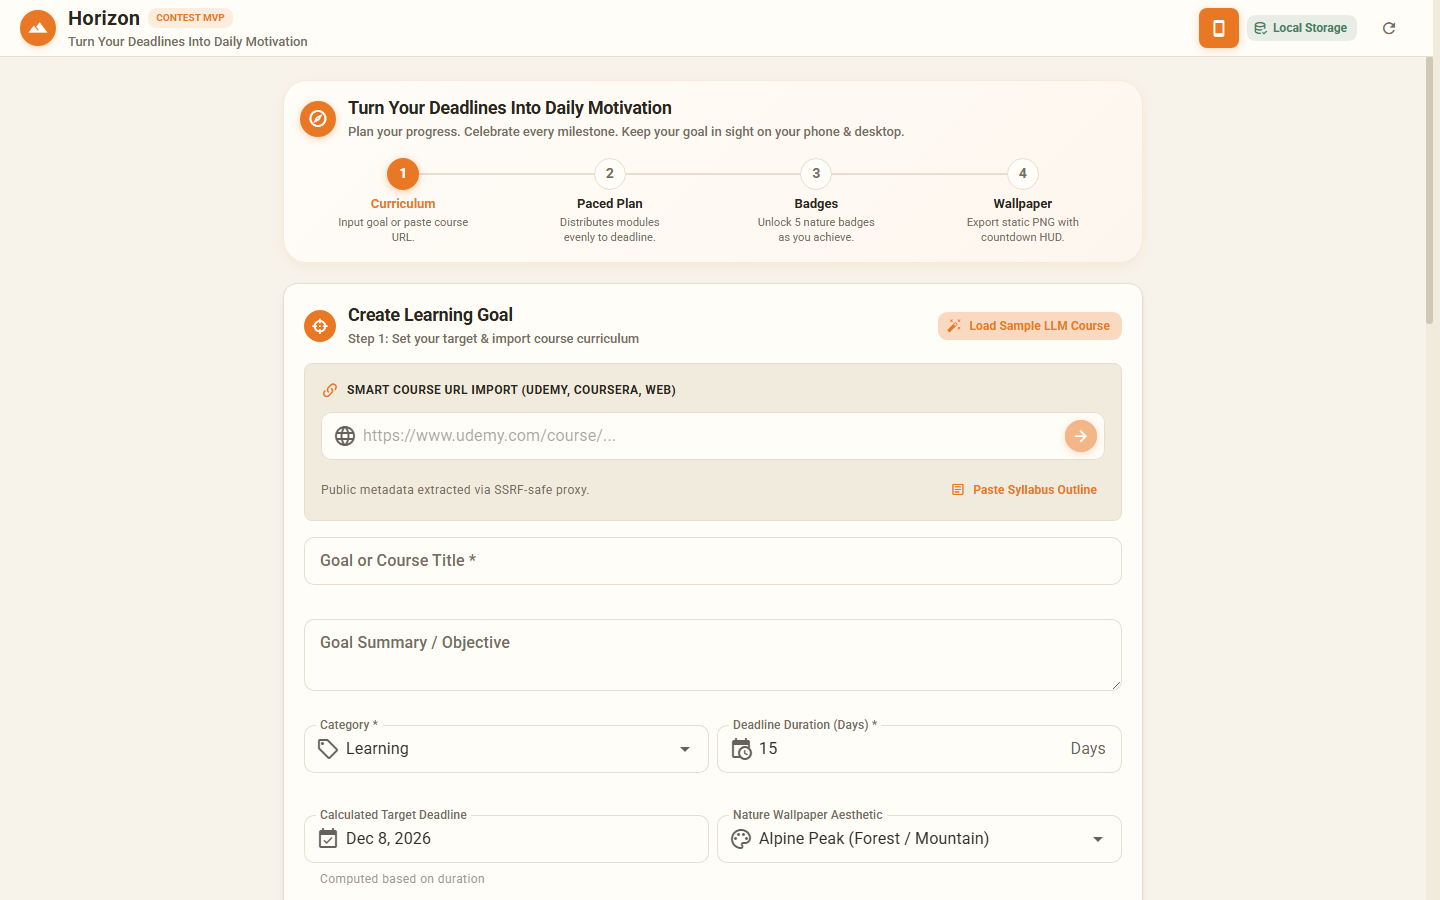 Horizon
CONTEST MVP
Turn Your Deadlines Into Daily Motivation
Local Storage
Turn Your Deadlines Into Daily Motivation
Plan your progress. Celebrate every milestone. Keep your goal in sight on your phone & desktop.
1
Curriculum
Input goal or paste course
URL.
2
Paced Plan
Distributes modules
evenly to deadline.
3
Badges
Unlock 5 nature badges
as you achieve.
4
Wallpaper
Export static PNG with
countdown HUD.
Create Learning Goal
Step 1: Set your target & import course curriculum
Load Sample LLM Course
SMART COURSE URL IMPORT (UDEMY, COURSERA, WEB)
https://www.udemy.com/course/...
Public metadata extracted via SSRF-safe proxy.
Paste Syllabus Outline
Goal or Course Title *
Goal Summary / Objective
Category *
Learning
Deadline Duration (Days) *
15
Days
Calculated Target Deadline
Dec 8, 2026
Computed based on duration
Nature Wallpaper Aesthetic
Alpine Peak (Forest / Mountain)